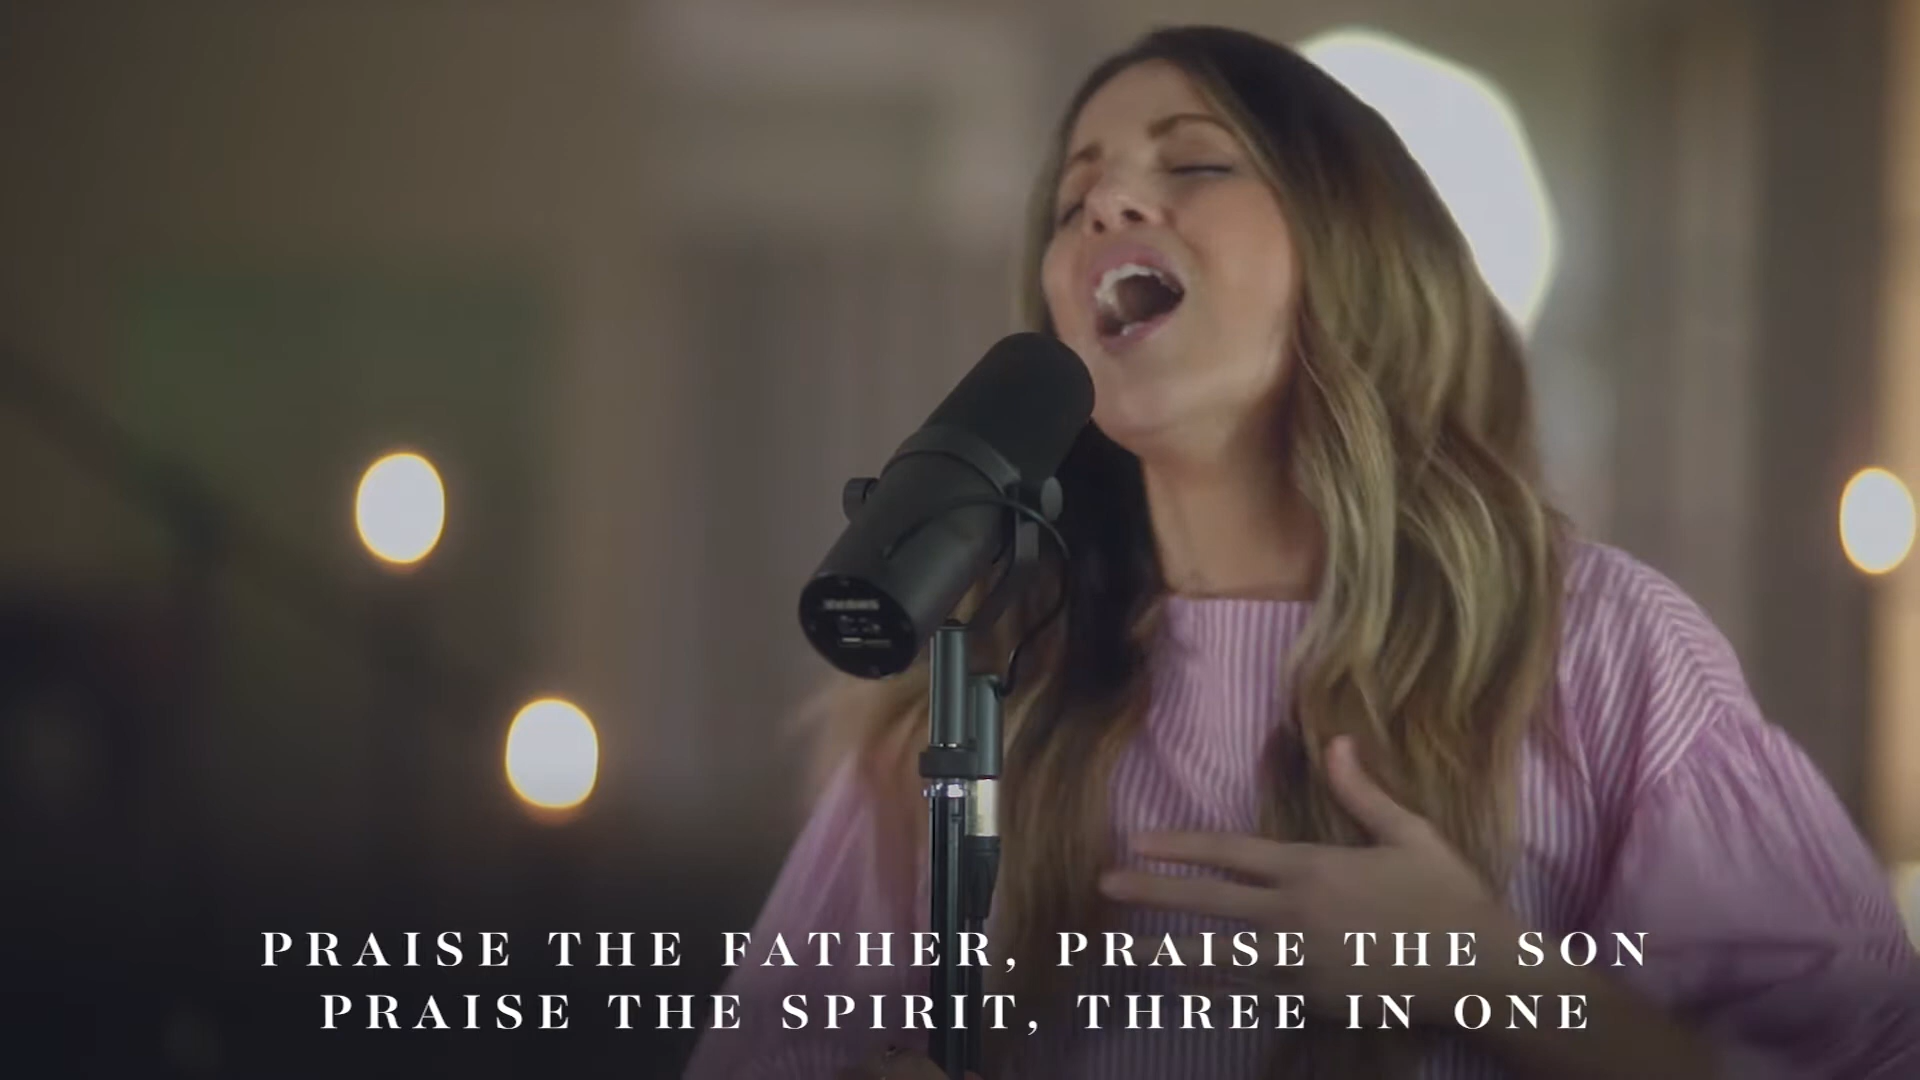 PRAISE THE FATHER, PRAISE THE SON
PRAISE THE SPIRIT, THREE IN ONE